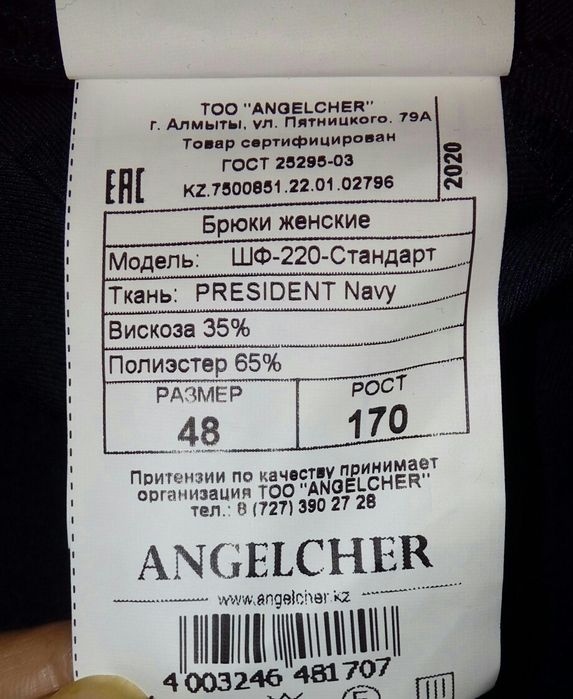 ТОО "ANGELCHER"
г. Алмыты, ул. Пятницкого. 79А
Товар сертифицирован
ГОСТ 25295-03
KZ.7500851.22.01.02796
EAC
2020
Брюки женские
Модель: ШФ-220-Стандарт
Ткань: PRESIDENT Navy
Вискоза 35%
Полиэстер 65%
РАЗМЕР РОСТ
48 170
Притензии по качеству принимает
организация ТОО "ANGELCHER"
тел.: 8 (727) 390 27 28
ANGELCHER
www.angelcher.kz
4 003246 481707